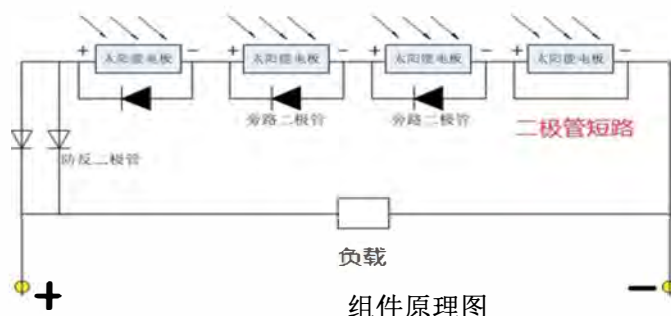 + 太阳能电板 − + 太阳能电板 − + 太阳能电板 − + 太阳能电板 −
旁路二极管 旁路二极管 二极管短路
防反二极管
负载
+ −
组件原理图